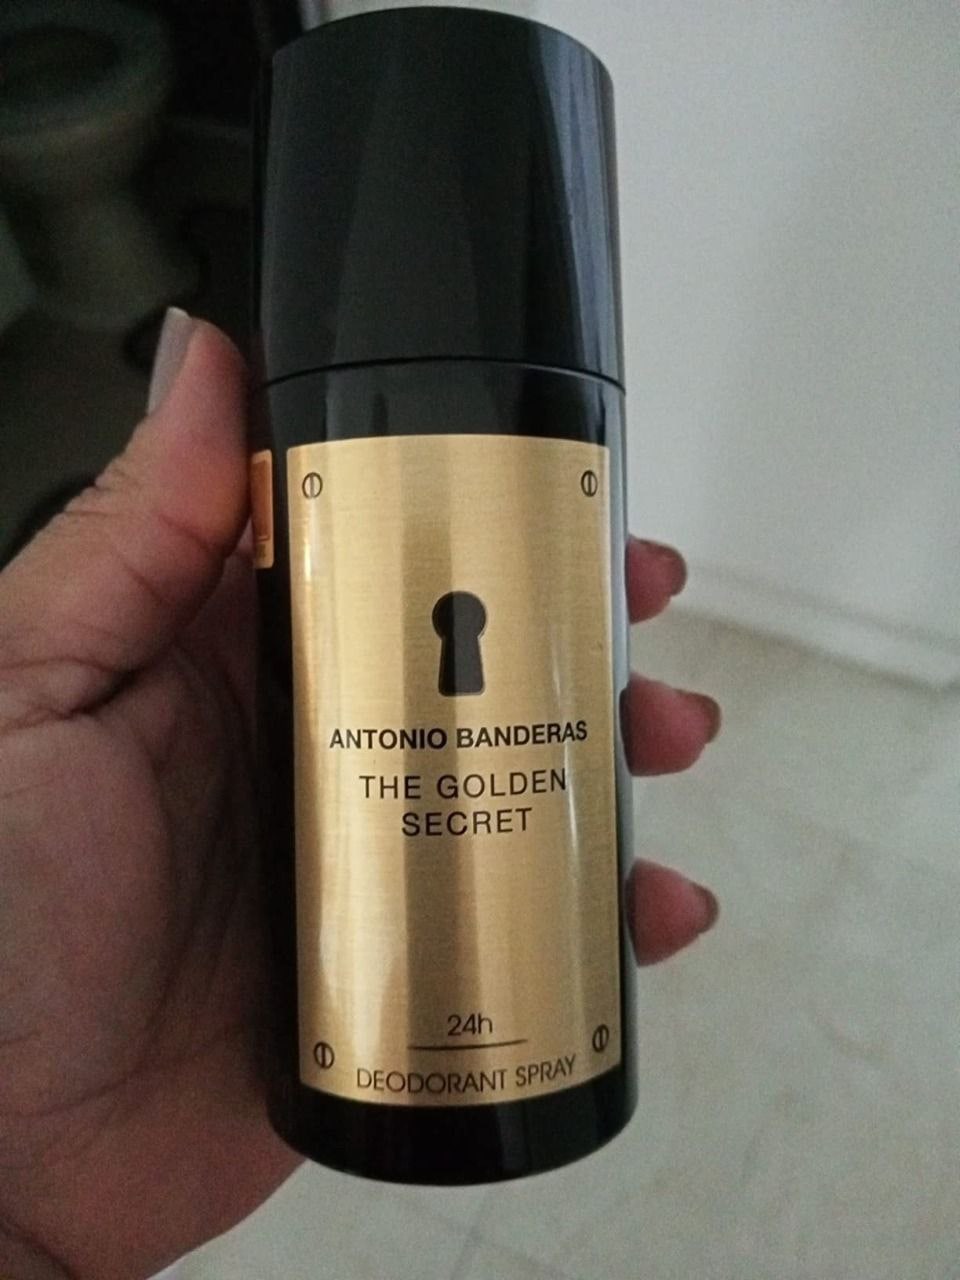 ANTONIO BANDERAS
THE GOLDEN
SECRET
24h
DEODORANT SPRAY